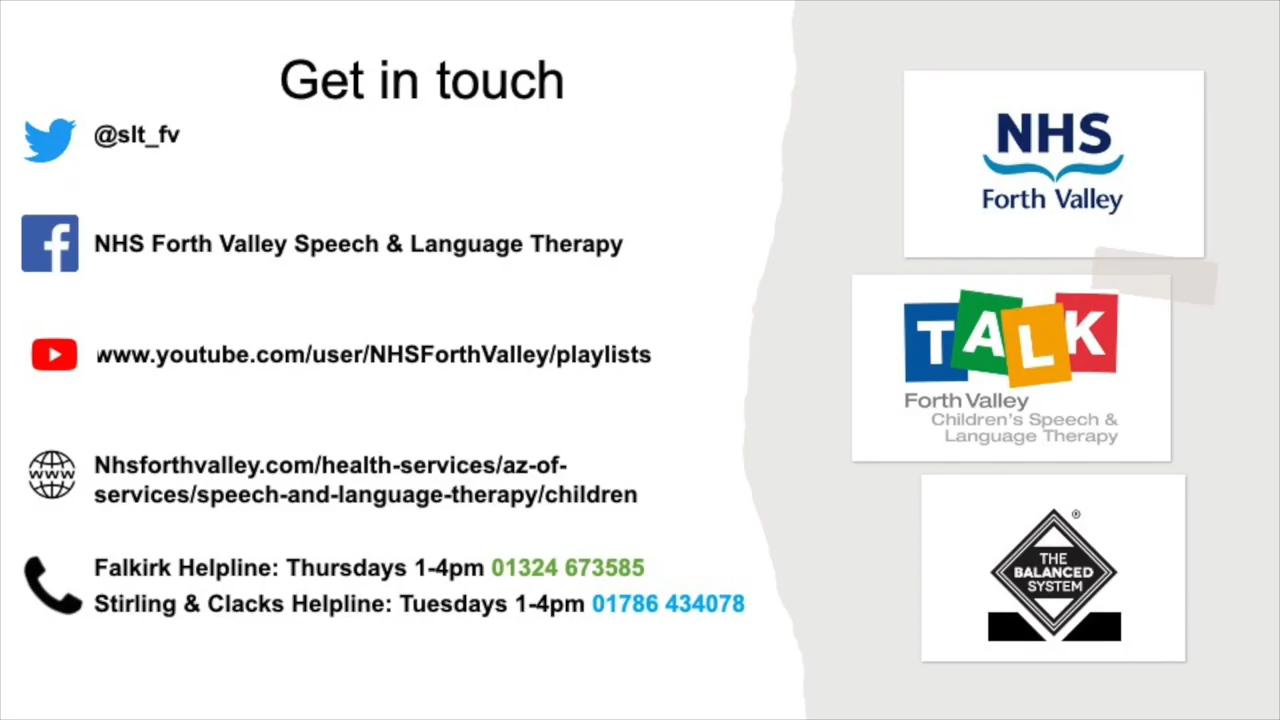 Get in touch
@slt_fv
NHS Forth Valley Speech & Language Therapy
www.youtube.com/user/NHSForthValley/playlists
www
Nhsforthvalley.com/health-services/az-of-
services/speech-and-language-therapy/children
Falkirk Helpline: Thursdays 1-4pm 01324 673585
Stirling & Clacks Helpline: Tuesdays 1-4pm 01786 434078
NHS
Forth Valley
TALK
Forth Valley
Children's Speech &
Language Therapy
®
THE
BALANCED
SYSTEM